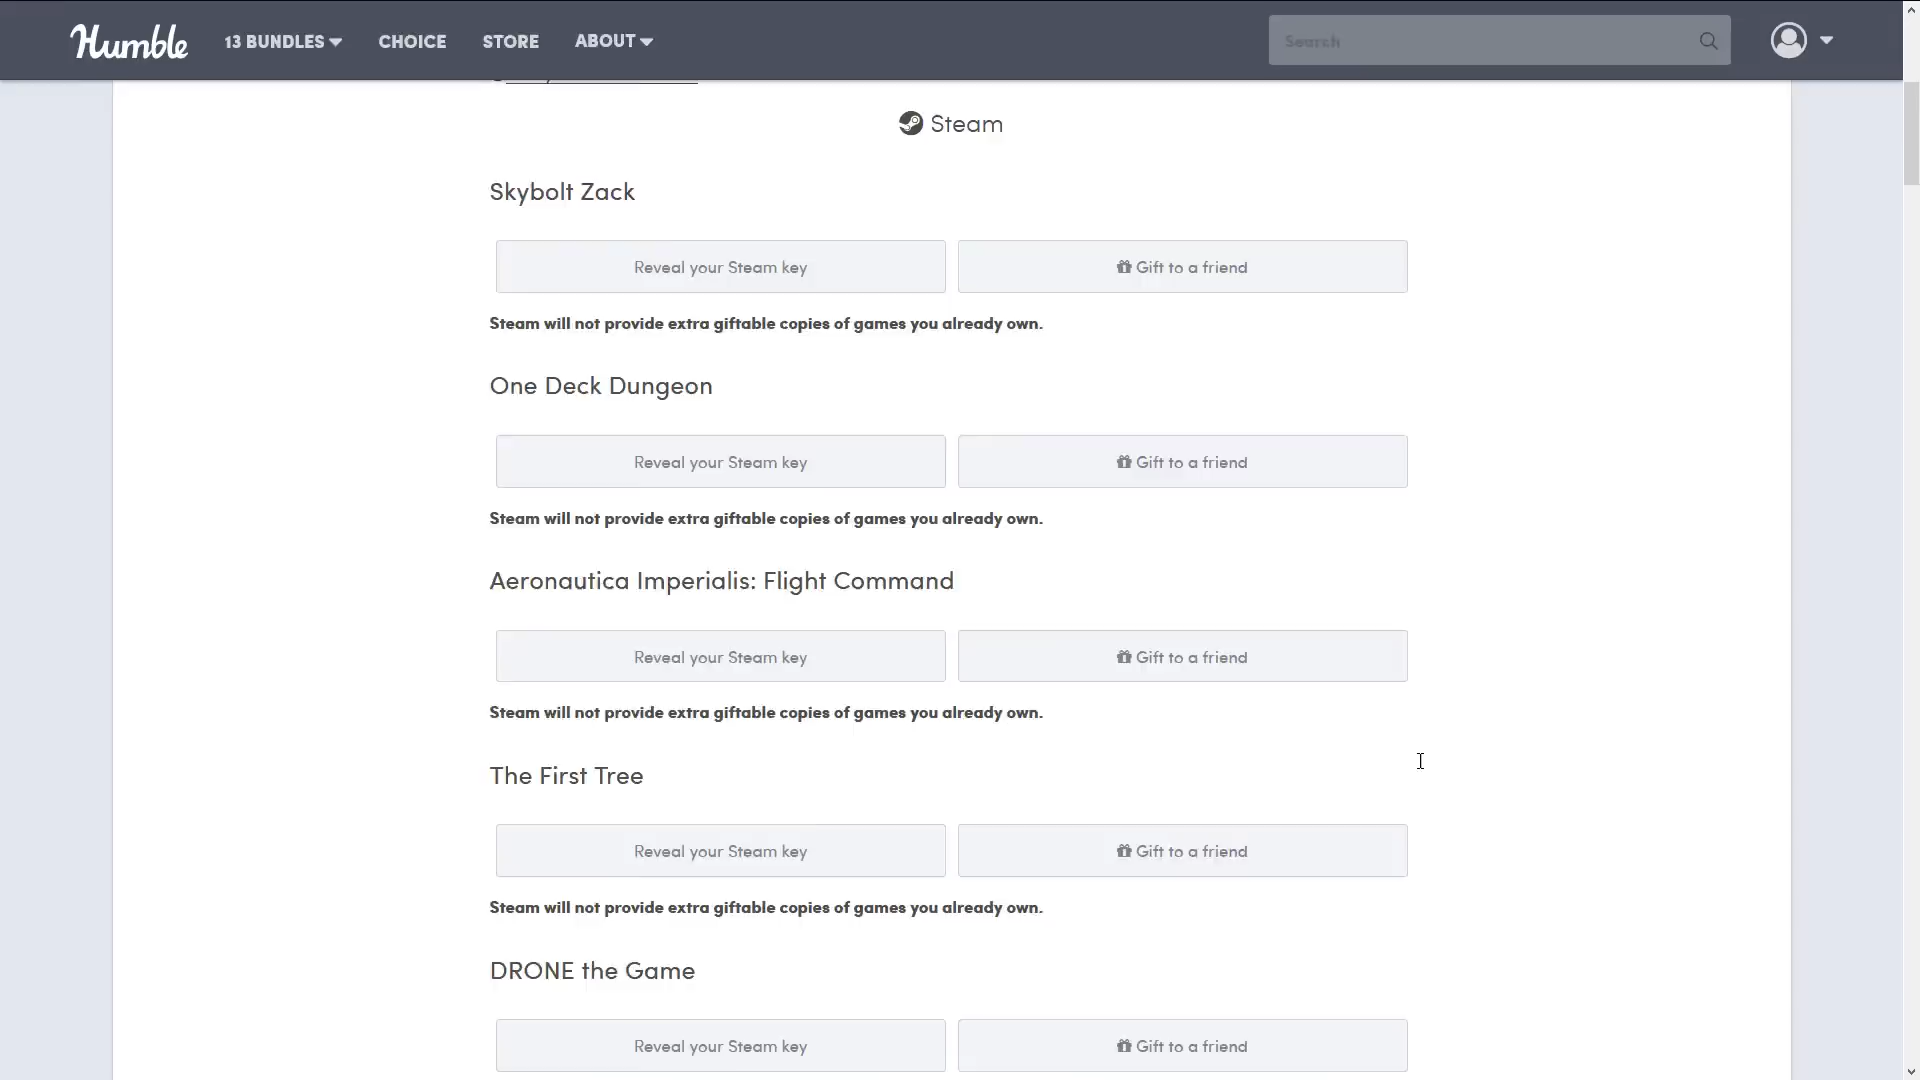 Humble 13 BUNDLES CHOICE STORE ABOUT Search
Steam
Skybolt Zack
Reveal your Steam key Gift to a friend
Steam will not provide extra giftable copies of games you already own.
One Deck Dungeon
Reveal your Steam key Gift to a friend
Steam will not provide extra giftable copies of games you already own.
Aeronautica Imperialis: Flight Command
Reveal your Steam key Gift to a friend
Steam will not provide extra giftable copies of games you already own.
The First Tree
Reveal your Steam key Gift to a friend
Steam will not provide extra giftable copies of games you already own.
DRONE the Game
Reveal your Steam key Gift to a friend